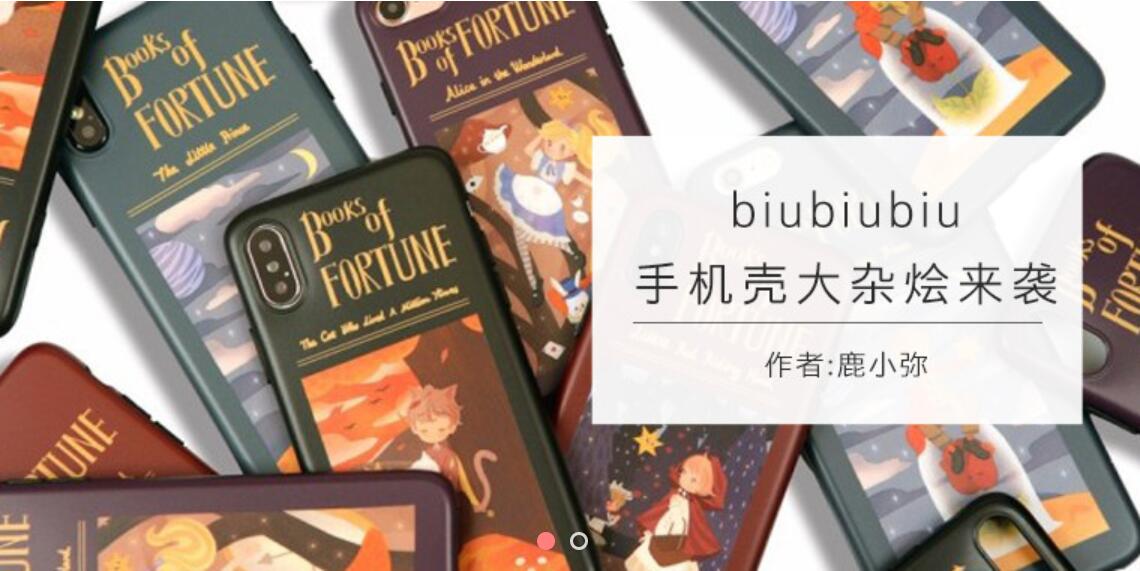 BOOKS
of
FORTUNE
The Little Prince
BOOKS
of FORTUNE
Alice in the Wonderland
BOOKS
of
FORTUNE
The Cat Who Lived A Million Times
biubiubiu
手机壳大杂烩来袭
作者:鹿小弥
of
FORTUNE